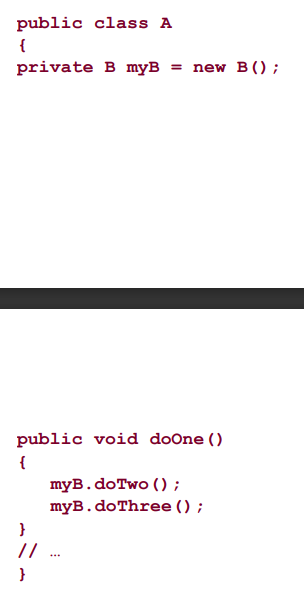 public class A
{
private B myB = new B();
public void doOne()
{
myB.doTwo();
myB.doThree();
}
// …
}